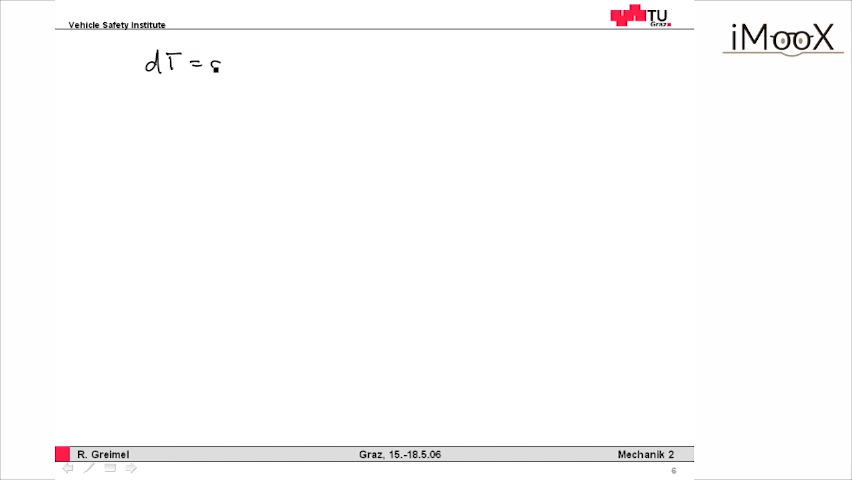 Vehicle Safety Institute
TU
Graz
iMooX
dT =
R. Greimel
Graz, 15.-18.5.06
Mechanik 2
6